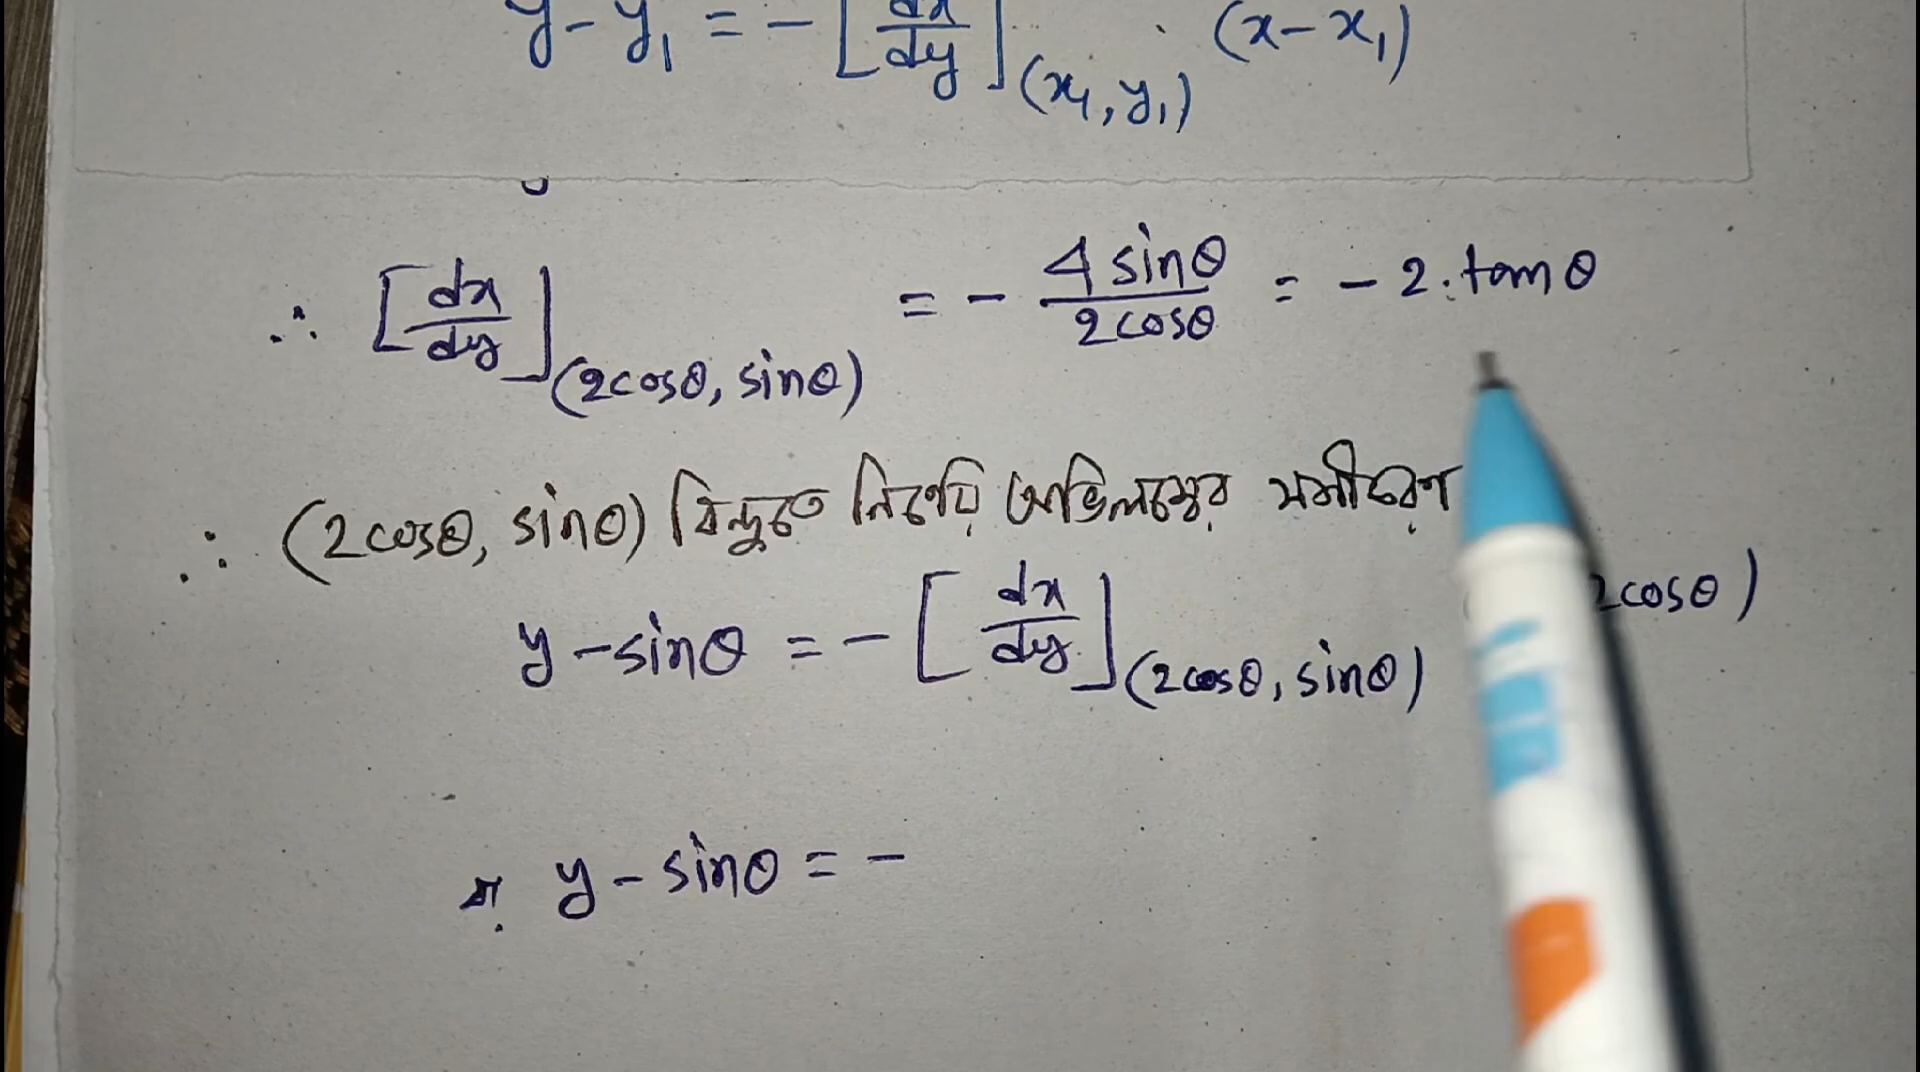 y - y₁ = - [dx/dy](x₁, y₁) (x - x₁)
∴ [dx/dy](2cosθ, sinθ) = - 4sinθ/2cosθ = - 2.tanθ
∴ (2cosθ, sinθ) বিন্দুতে নির্ণেয় অভিলম্বের সমীকরণ
y - sinθ = - [dx/dy](2cosθ, sinθ) 2cosθ)
বা, y - sinθ = -